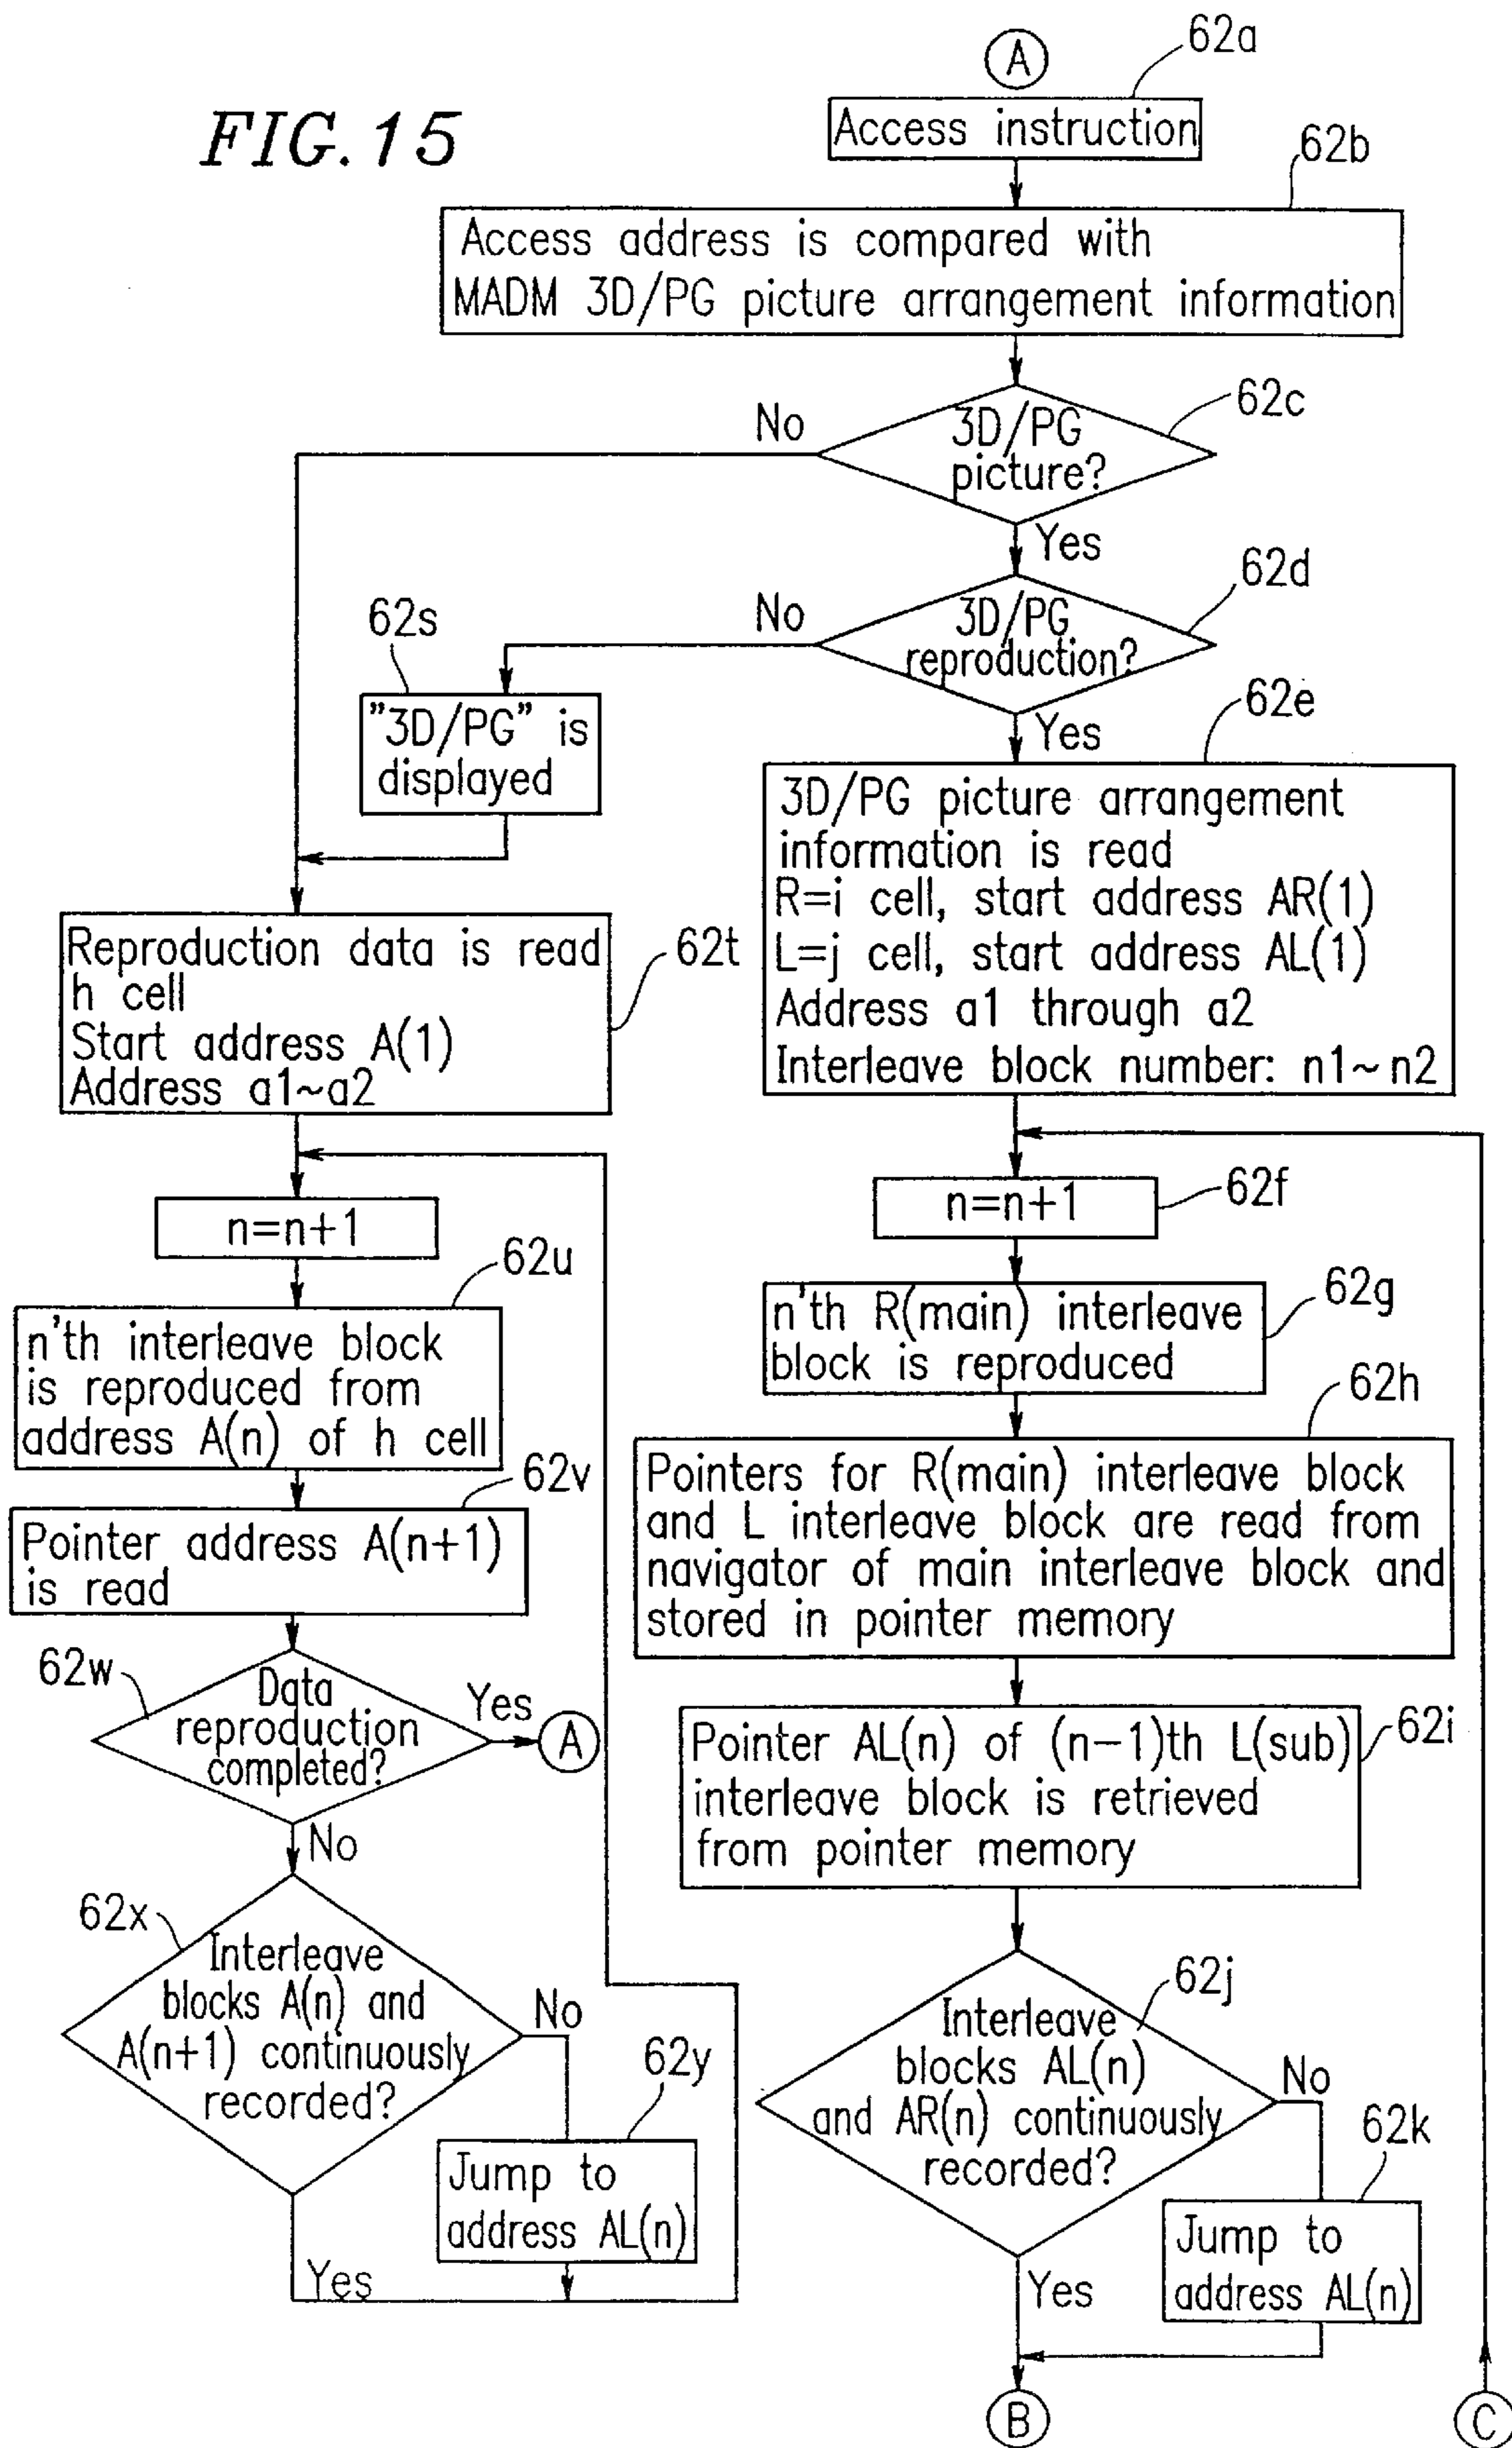 FIG. 15
A
62a
Access instruction
62b
Access address is compared with
MADM 3D/PG picture arrangement information
62c
3D/PG
picture?
No
Yes
62d
3D/PG
reproduction?
No
Yes
62s
"3D/PG" is
displayed
62e
3D/PG picture arrangement
information is read
R=i cell, start address AR(1)
L=j cell, start address AL(1)
Address a1 through a2
Interleave block number: n1~n2
Reproduction data is read
h cell
Start address A(1)
Address a1~a2
62t
n=n+1
62u
n'th interleave block
is reproduced from
address A(n) of h cell
62v
Pointer address A(n+1)
is read
62w
Data
reproduction
completed?
Yes
A
No
62x
Interleave
blocks A(n) and
A(n+1) continuously
recorded?
No
62y
Jump to
address AL(n)
Yes
n=n+1
62f
n'th R(main) interleave
block is reproduced
62g
62h
Pointers for R(main) interleave block
and L interleave block are read from
navigator of main interleave block and
stored in pointer memory
Pointer AL(n) of (n-1)th L(sub)
interleave block is retrieved
from pointer memory
62i
62j
Interleave
blocks AL(n)
and AR(n) continuously
recorded?
No
62k
Jump to
address AL(n)
Yes
B
C